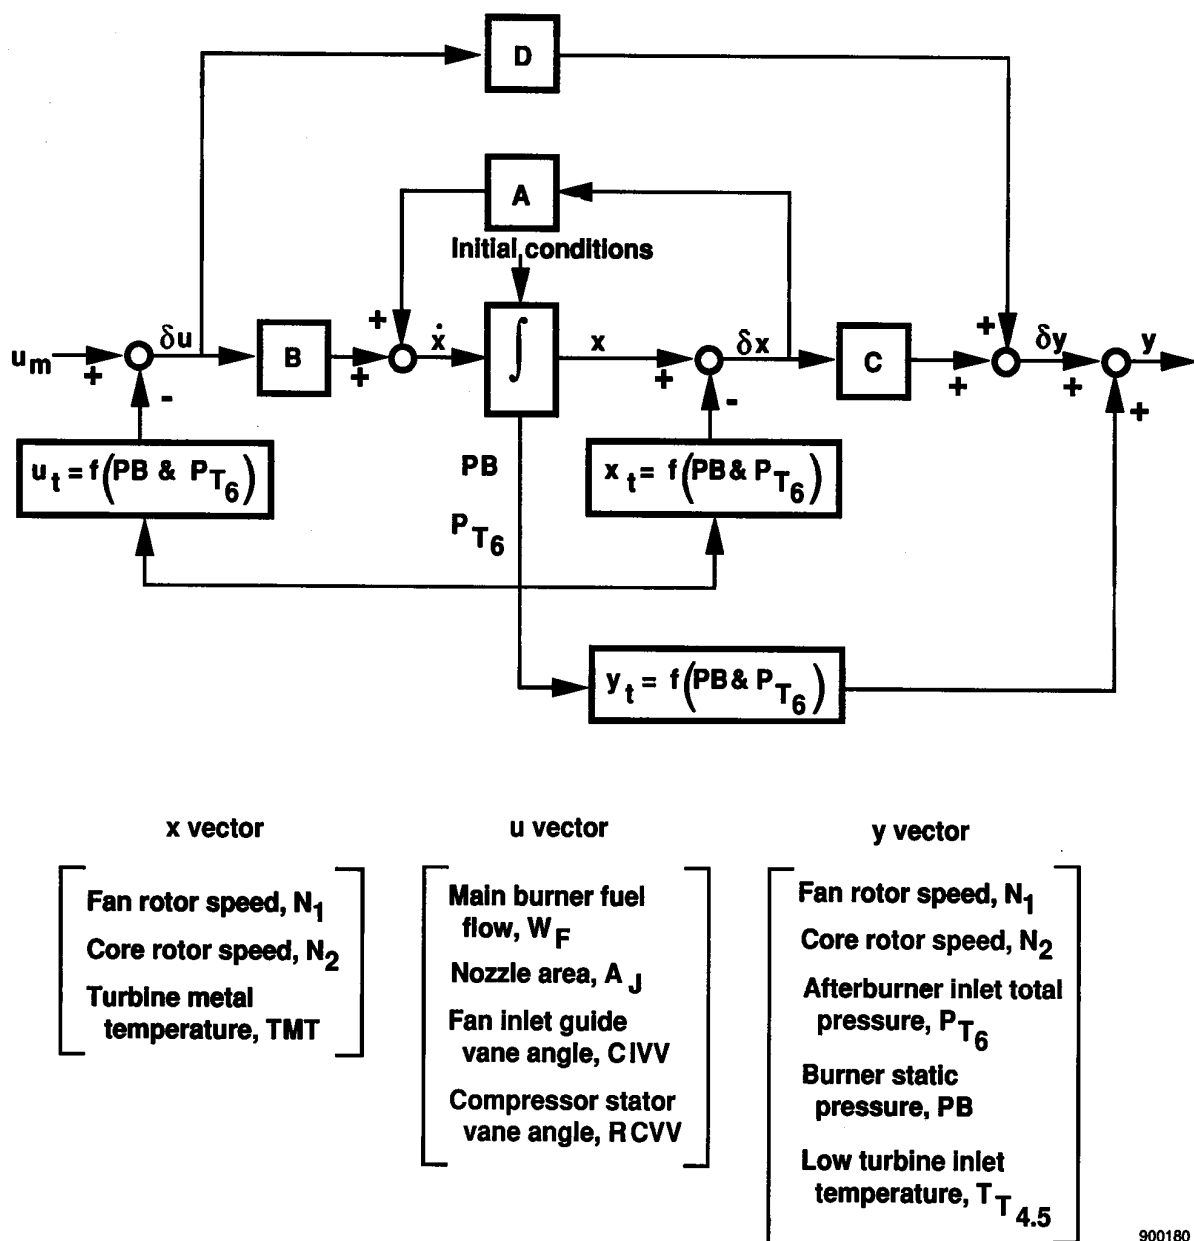 D
A
Initial conditions
+
+
u_m
+
δu
B
+
ẋ
∫
x
+
δx
C
+
δy
+
y
-
-
+
u_t = f(PB & P_T6)
PB
x_t = f(PB & P_T6)
P_T6
y_t = f(PB & P_T6)
x vector
Fan rotor speed, N_1
Core rotor speed, N_2
Turbine metal
temperature, TMT
u vector
Main burner fuel
flow, W_F
Nozzle area, A_J
Fan inlet guide
vane angle, CIVV
Compressor stator
vane angle, RCVV
y vector
Fan rotor speed, N_1
Core rotor speed, N_2
Afterburner inlet total
pressure, P_T6
Burner static
pressure, PB
Low turbine inlet
temperature, T_T4.5
900180